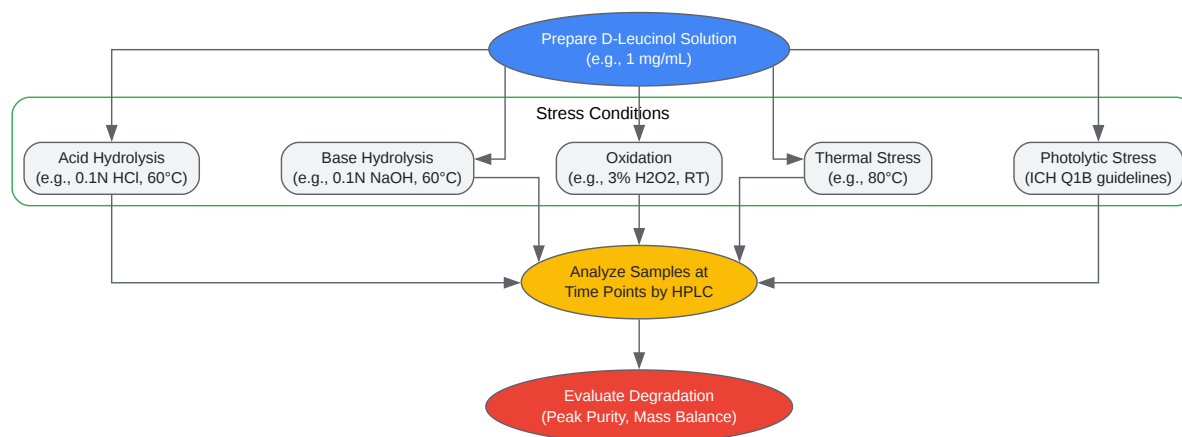 Prepare D-Leucinol Solution
(e.g., 1 mg/mL)
Stress Conditions
Acid Hydrolysis
(e.g., 0.1N HCl, 60°C)
Base Hydrolysis
(e.g., 0.1N NaOH, 60°C)
Oxidation
(e.g., 3% H2O2, RT)
Thermal Stress
(e.g., 80°C)
Photolytic Stress
(ICH Q1B guidelines)
Analyze Samples at
Time Points by HPLC
Evaluate Degradation
(Peak Purity, Mass Balance)